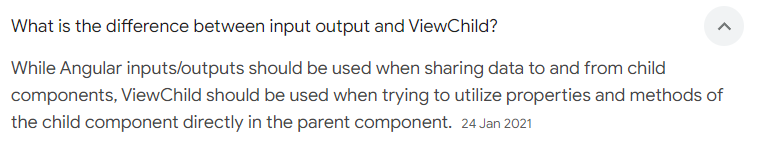 What is the difference between input output and ViewChild?
While Angular inputs/outputs should be used when sharing data to and from child
components, ViewChild should be used when trying to utilize properties and methods of
the child component directly in the parent component. 24 Jan 2021